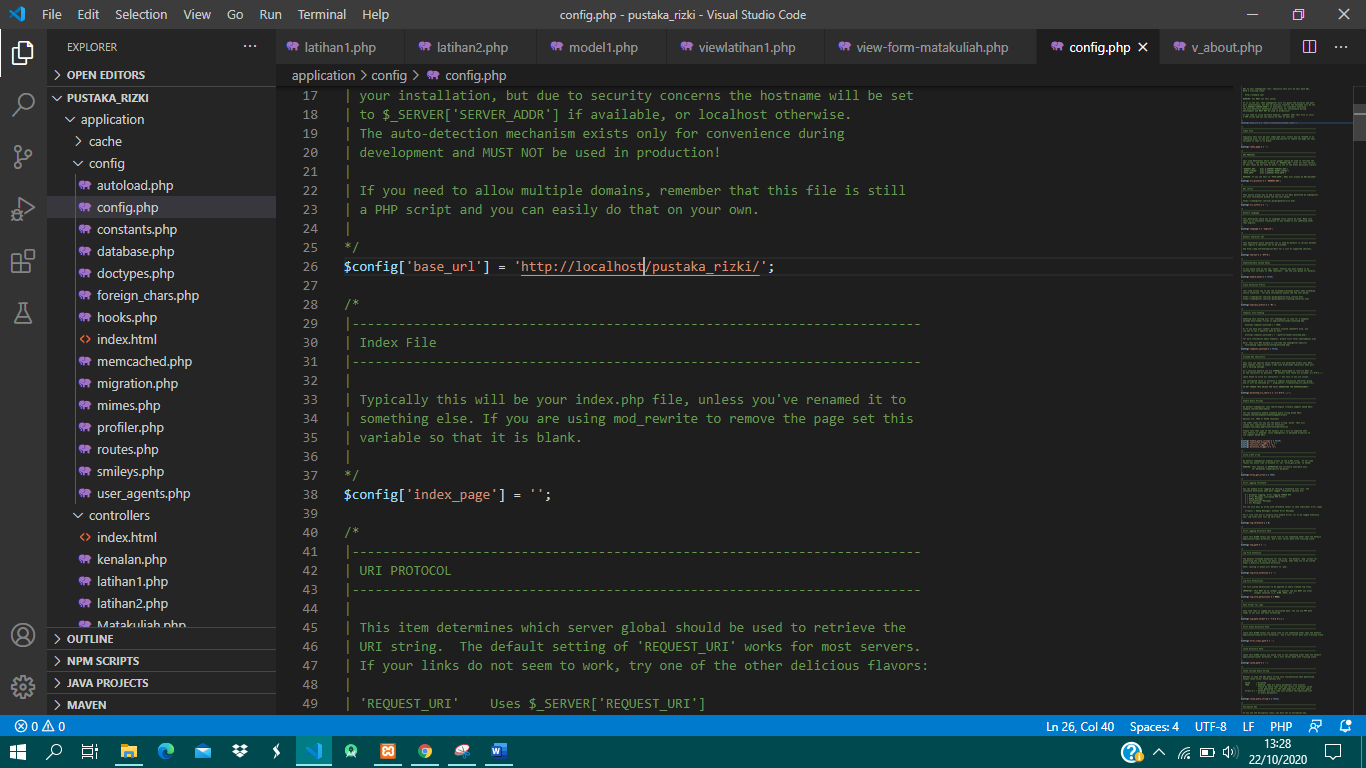 File Edit Selection View Go Run Terminal Help
config.php - pustaka_rizki - Visual Studio Code
EXPLORER
OPEN EDITORS
PUSTAKA_RIZKI
application
cache
config
autoload.php
config.php
constants.php
database.php
doctypes.php
foreign_chars.php
hooks.php
index.html
memcached.php
migration.php
mimes.php
profiler.php
routes.php
smileys.php
user_agents.php
controllers
index.html
kenalan.php
latihan1.php
latihan2.php
Matakuliah.php
OUTLINE
NPM SCRIPTS
JAVA PROJECTS
MAVEN
latihan1.php latihan2.php model1.php viewlatihan1.php view-form-matakuliah.php config.php v_about.php
application > config > config.php
17 | your installation, but due to security concerns the hostname will be set
18 | to $_SERVER['SERVER_ADDR'] if available, or localhost otherwise.
19 | The auto-detection mechanism exists only for convenience during
20 | development and MUST NOT be used in production!
21 |
22 | If you need to allow multiple domains, remember that this file is still
23 | a PHP script and you can easily do that on your own.
24 |
25 */
26 $config['base_url'] = 'http://localhost/pustaka_rizki/';
27
28 /*
29 |--------------------------------------------------------------------------
30 | Index File
31 |--------------------------------------------------------------------------
32 |
33 | Typically this will be your index.php file, unless you've renamed it to
34 | something else. If you are using mod_rewrite to remove the page set this
35 | variable so that it is blank.
36 |
37 */
38 $config['index_page'] = '';
39
40 /*
41 |--------------------------------------------------------------------------
42 | URI PROTOCOL
43 |--------------------------------------------------------------------------
44 |
45 | This item determines which server global should be used to retrieve the
46 | URI string.  The default setting of 'REQUEST_URI' works for most servers.
47 | If your links do not seem to work, try one of the other delicious flavors:
48 |
49 | 'REQUEST_URI'    Uses $_SERVER['REQUEST_URI']
0 0
Ln 26, Col 40 Spaces: 4 UTF-8 LF PHP
13:28
22/10/2020